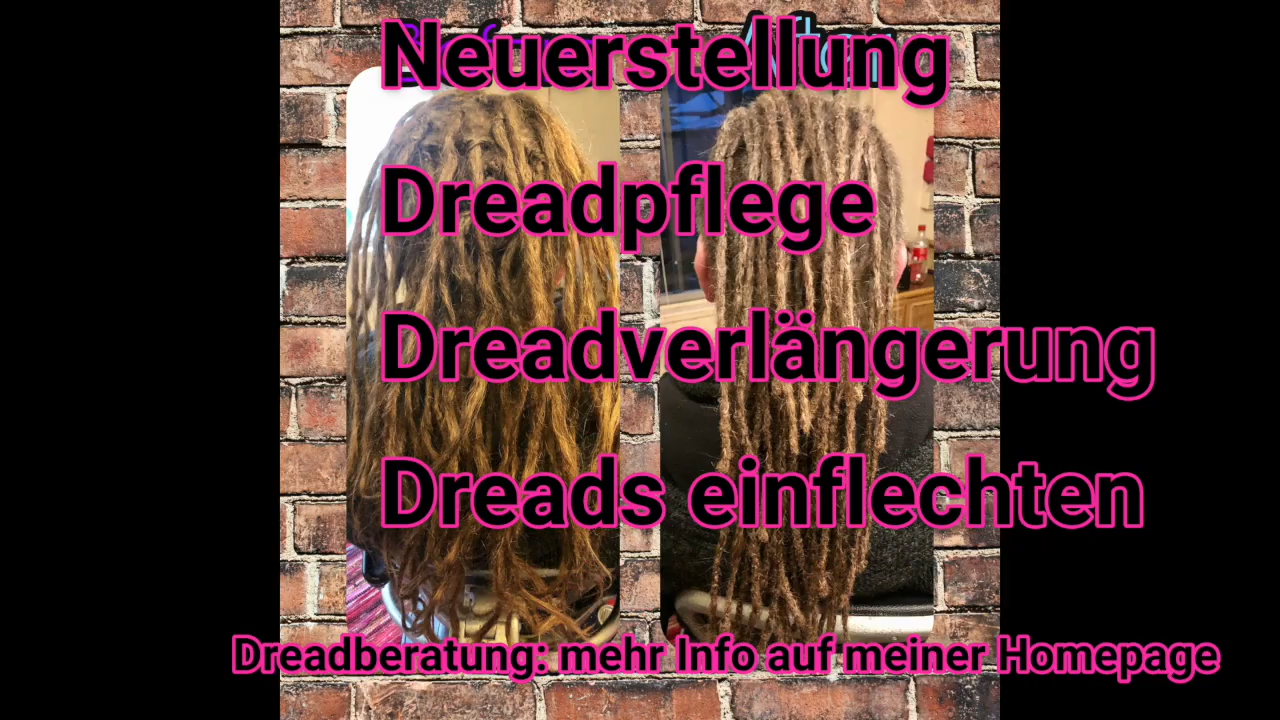 Neuerstellung
Dreadpflege
Dreadverlängerung
Dreads einflechten
Dreadberatung: mehr Info auf meiner Homepage